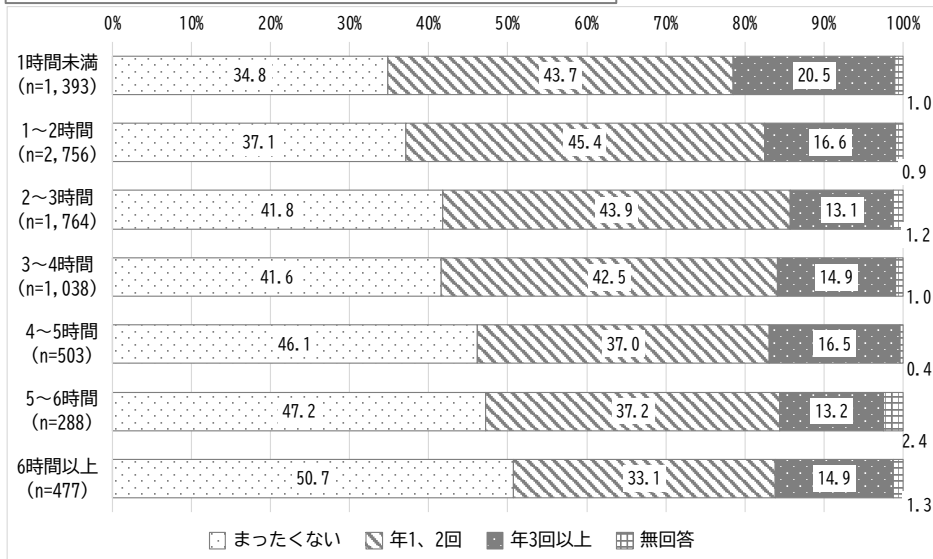 0% 10% 20% 30% 40% 50% 60% 70% 80% 90% 100%
1時間未満
(n=1,393)
34.8 43.7 20.5 1.0
1～2時間
(n=2,756)
37.1 45.4 16.6 0.9
2～3時間
(n=1,764)
41.8 43.9 13.1 1.2
3～4時間
(n=1,038)
41.6 42.5 14.9 1.0
4～5時間
(n=503)
46.1 37.0 16.5 0.4
5～6時間
(n=288)
47.2 37.2 13.2 2.4
6時間以上
(n=477)
50.7 33.1 14.9 1.3
まったくない 年1、2回 年3回以上 無回答